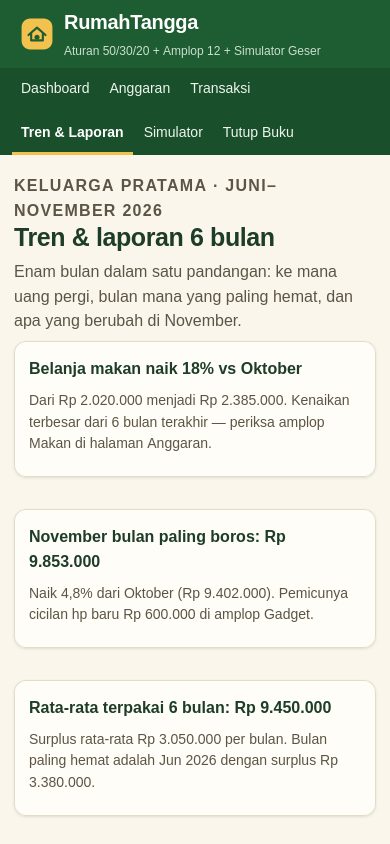 RumahTangga
Aturan 50/30/20 + Amplop 12 + Simulator Geser
Dashboard Anggaran Transaksi
Tren & Laporan Simulator Tutup Buku
KELUARGA PRATAMA · JUNI–
NOVEMBER 2026
Tren & laporan 6 bulan
Enam bulan dalam satu pandangan: ke mana
uang pergi, bulan mana yang paling hemat, dan
apa yang berubah di November.
Belanja makan naik 18% vs Oktober
Dari Rp 2.020.000 menjadi Rp 2.385.000. Kenaikan
terbesar dari 6 bulan terakhir — periksa amplop
Makan di halaman Anggaran.
November bulan paling boros: Rp
9.853.000
Naik 4,8% dari Oktober (Rp 9.402.000). Pemicunya
cicilan hp baru Rp 600.000 di amplop Gadget.
Rata-rata terpakai 6 bulan: Rp 9.450.000
Surplus rata-rata Rp 3.050.000 per bulan. Bulan
paling hemat adalah Jun 2026 dengan surplus Rp
3.380.000.